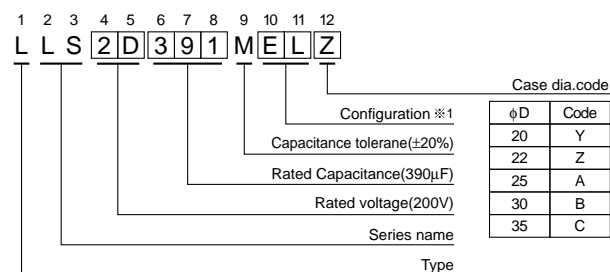 1 2 3 4 5 6 7 8 9 10 11 12
L L S 2 D 3 9 1 M E L Z
Case dia.code
Configuration ※1
Capacitance tolerane(±20%)
Rated Capacitance(390µF)
Rated voltage(200V)
Series name
Type
ϕD Code
20 Y
22 Z
25 A
30 B
35 C